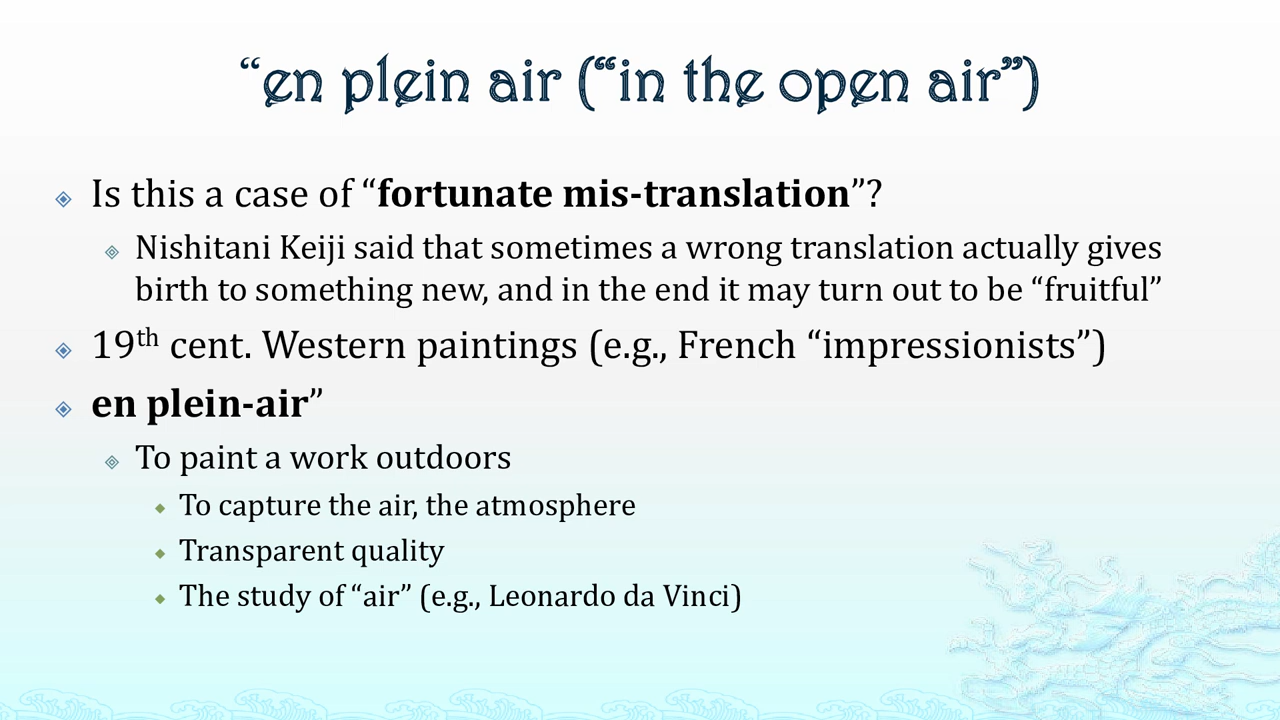 “en plein air (“in the open air”)
Is this a case of “fortunate mis-translation”?
Nishitani Keiji said that sometimes a wrong translation actually gives
birth to something new, and in the end it may turn out to be “fruitful”
19th cent. Western paintings (e.g., French “impressionists”)
en plein-air”
To paint a work outdoors
To capture the air, the atmosphere
Transparent quality
The study of “air” (e.g., Leonardo da Vinci)